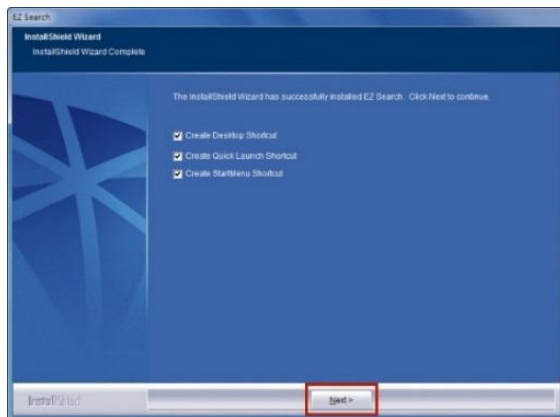 EZ Search
InstallShield Wizard
InstallShield Wizard Complete
The InstallShield Wizard has successfully installed EZ Search. Click Next to continue.
Create Desktop Shortcut
Create Quick Launch Shortcut
Create StartMenu Shortcut
InstallShield
Next >